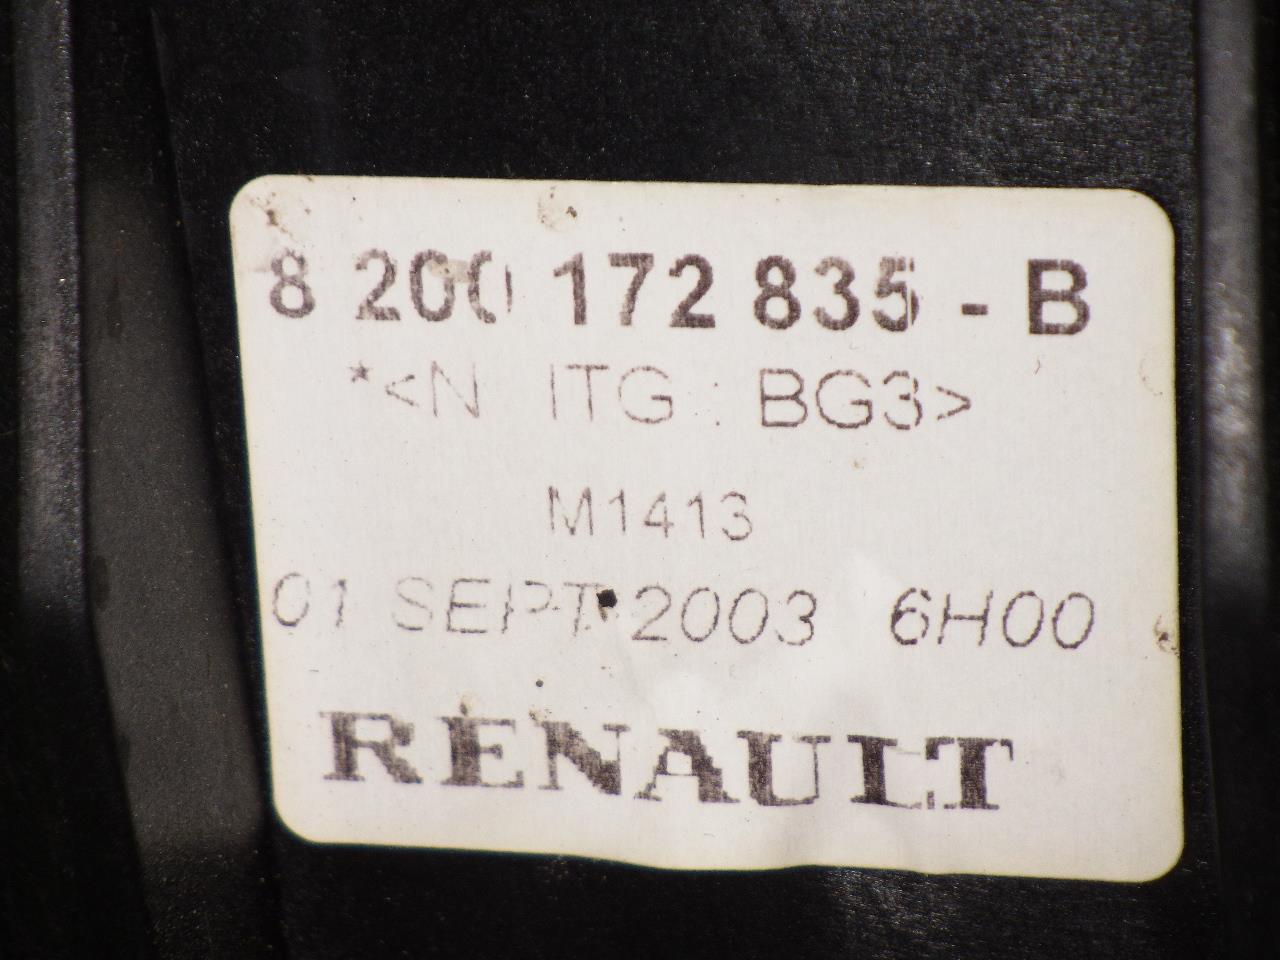 8 200 172 835 - B
*<N ITG : BG3>
M1413
01 SEPT 2003 6H00
RENAULT